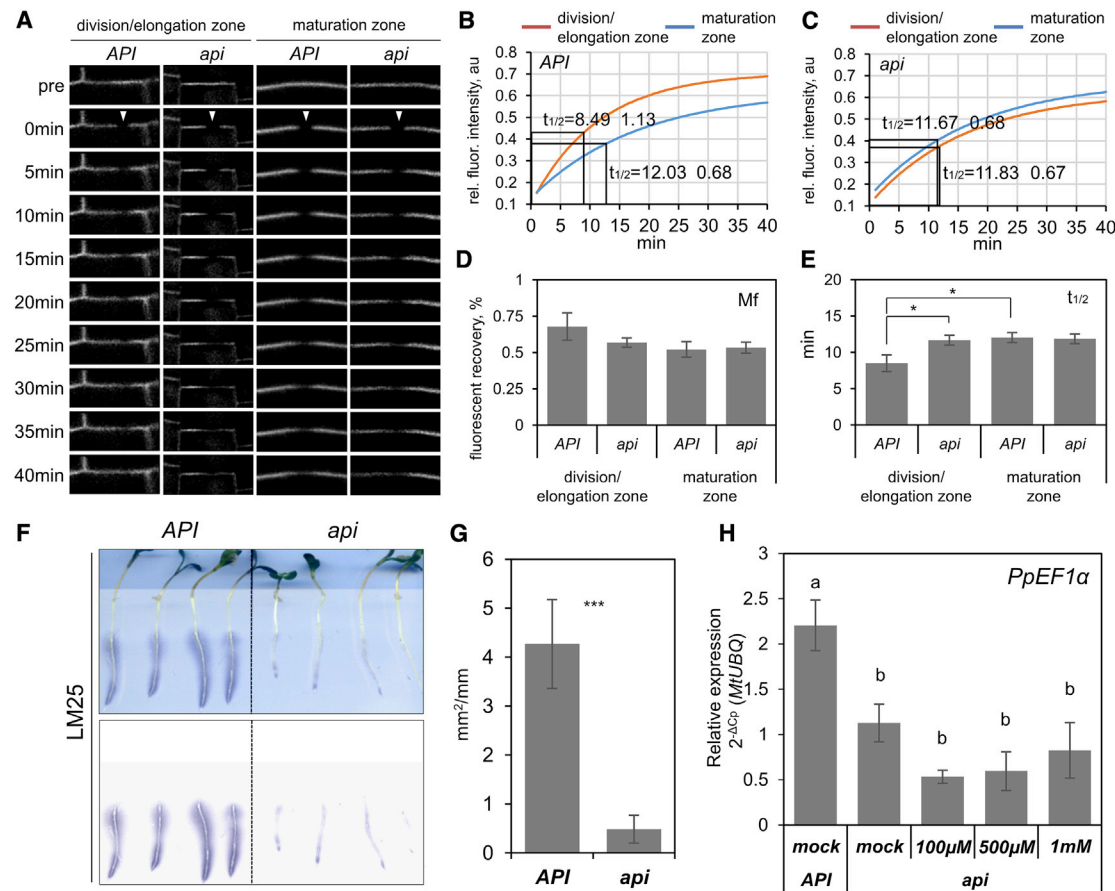 A
division/elongation zone
maturation zone
API
api
API
api
pre
0min
5min
10min
15min
20min
25min
30min
35min
40min
B
division/
elongation zone
maturation
zone
API
rel. fluor. intensity, au
0.8
0.7
0.6
0.5
0.4
0.3
0.2
0.1
t1/2=8.49 1.13
t1/2=12.03 0.68
0 5 10 15 20 25 30 35 40
min
C
division/
elongation zone
maturation
zone
api
rel. fluor. intensity, au
0.8
0.7
0.6
0.5
0.4
0.3
0.2
0.1
t1/2=11.67 0.68
t1/2=11.83 0.67
0 5 10 15 20 25 30 35 40
min
D
Mf
fluorescent recovery, %
1
0.75
0.5
0.25
0
API api API api
division/
elongation zone
maturation
zone
E
t1/2
min
20
15
10
5
0
*
*
API api API api
division/
elongation zone
maturation
zone
F
API
api
LM25
G
mm2/mm
6
5
4
3
2
1
0
***
API api
H
PpEF1α
Relative expression
2-ΔCp (MtUBQ)
3
2.5
2
1.5
1
0.5
0
a
b
b
b
b
mock mock 100µM 500µM 1mM
API api